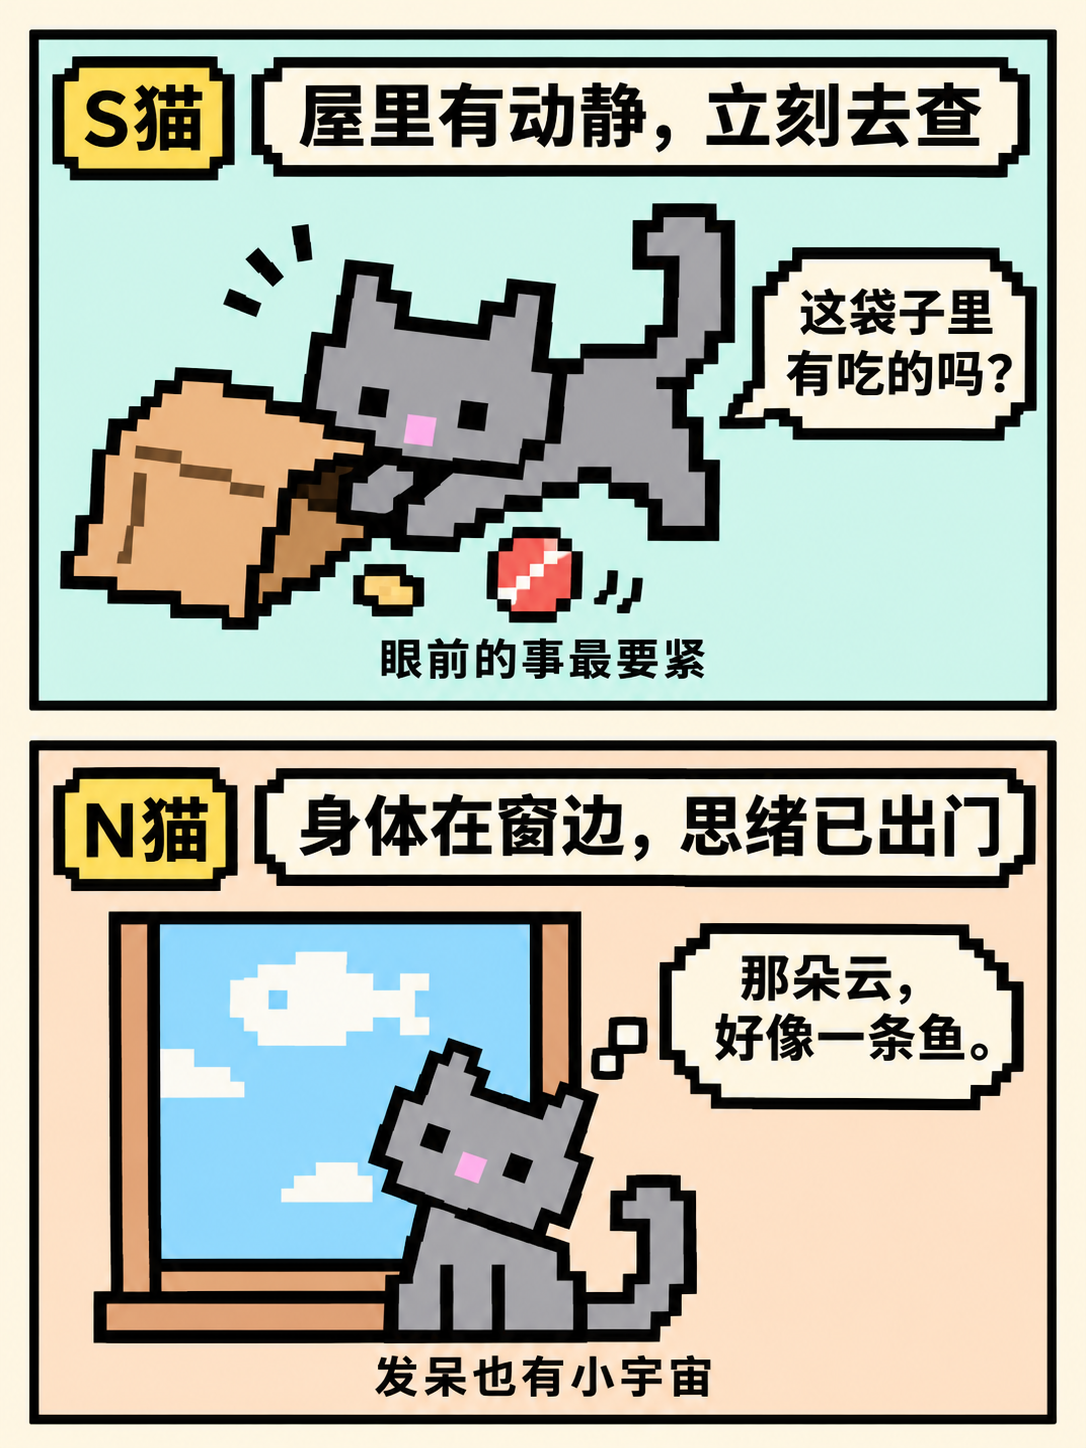 S猫
屋里有动静，立刻去查
这袋子里
有吃的吗？
眼前的事最要紧
N猫
身体在窗边，思绪已出门
那朵云，
好像一条鱼。
发呆也有小宇宙